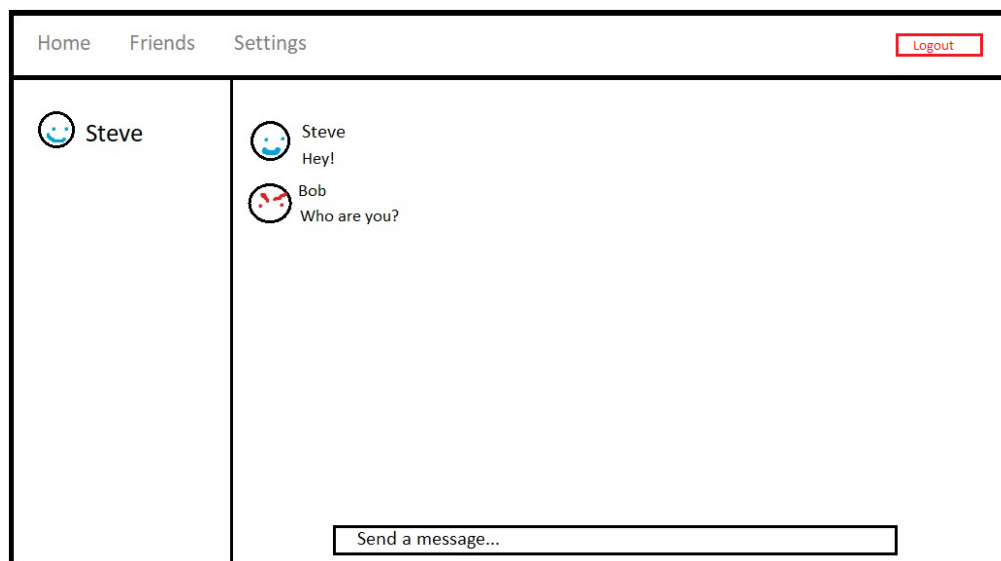 Home Friends Settings Logout
Steve
Steve
Hey!
Bob
Who are you?
Send a message...